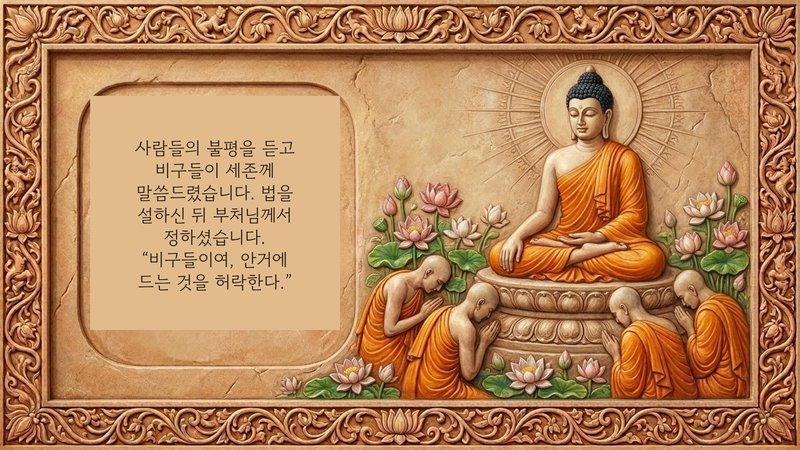 사람들의 불평을 듣고
비구들이 세존께
말씀드렸습니다. 법을
설하신 뒤 부처님께서
정하셨습니다.
“비구들이여, 안거에
드는 것을 허락한다.”